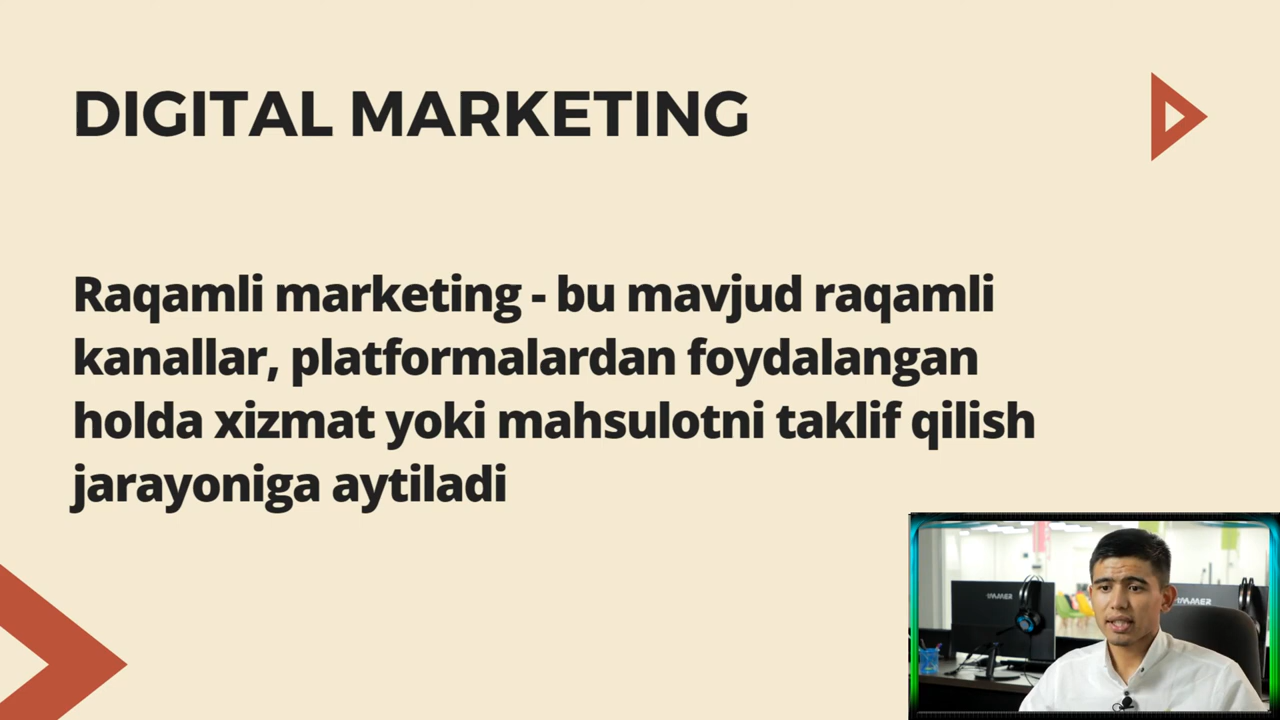 DIGITAL MARKETING
Raqamli marketing - bu mavjud raqamli
kanallar, platformalardan foydalangan
holda xizmat yoki mahsulotni taklif qilish
jarayoniga aytiladi